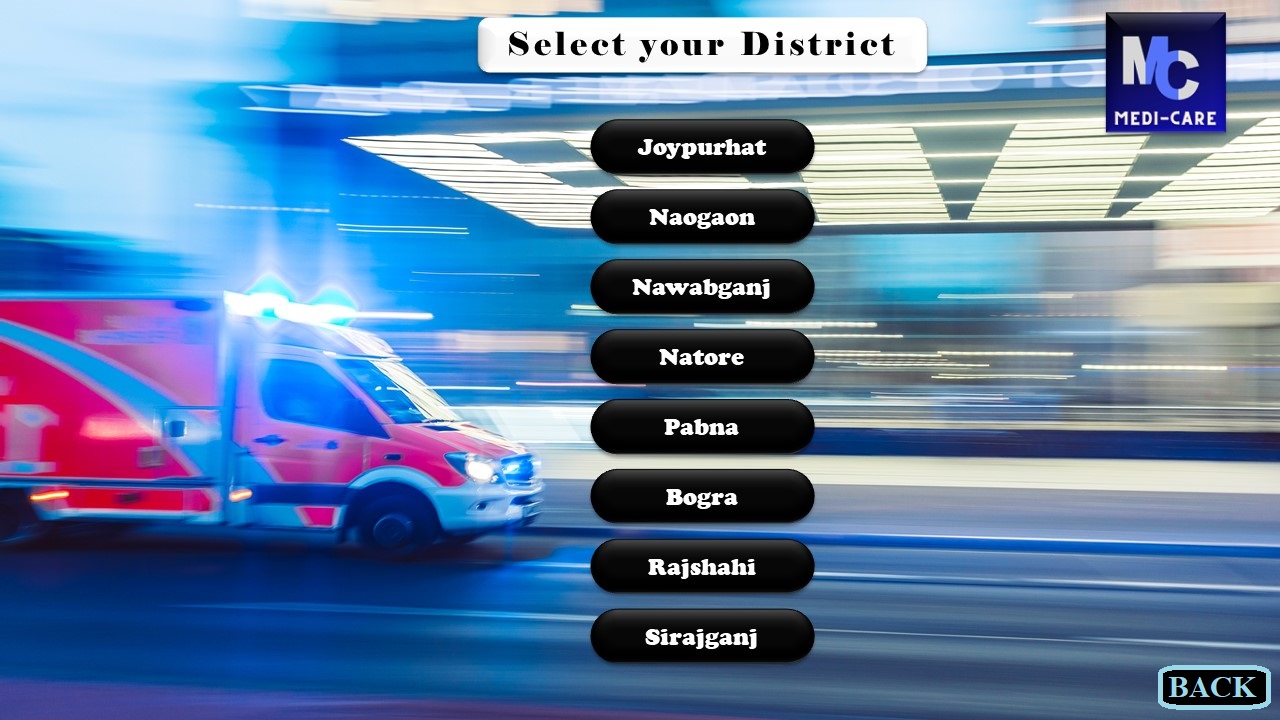 Select your District
MC
MEDI-CARE
Joypurhat
Naogaon
Nawabganj
Natore
Pabna
Bogra
Rajshahi
Sirajganj
BACK